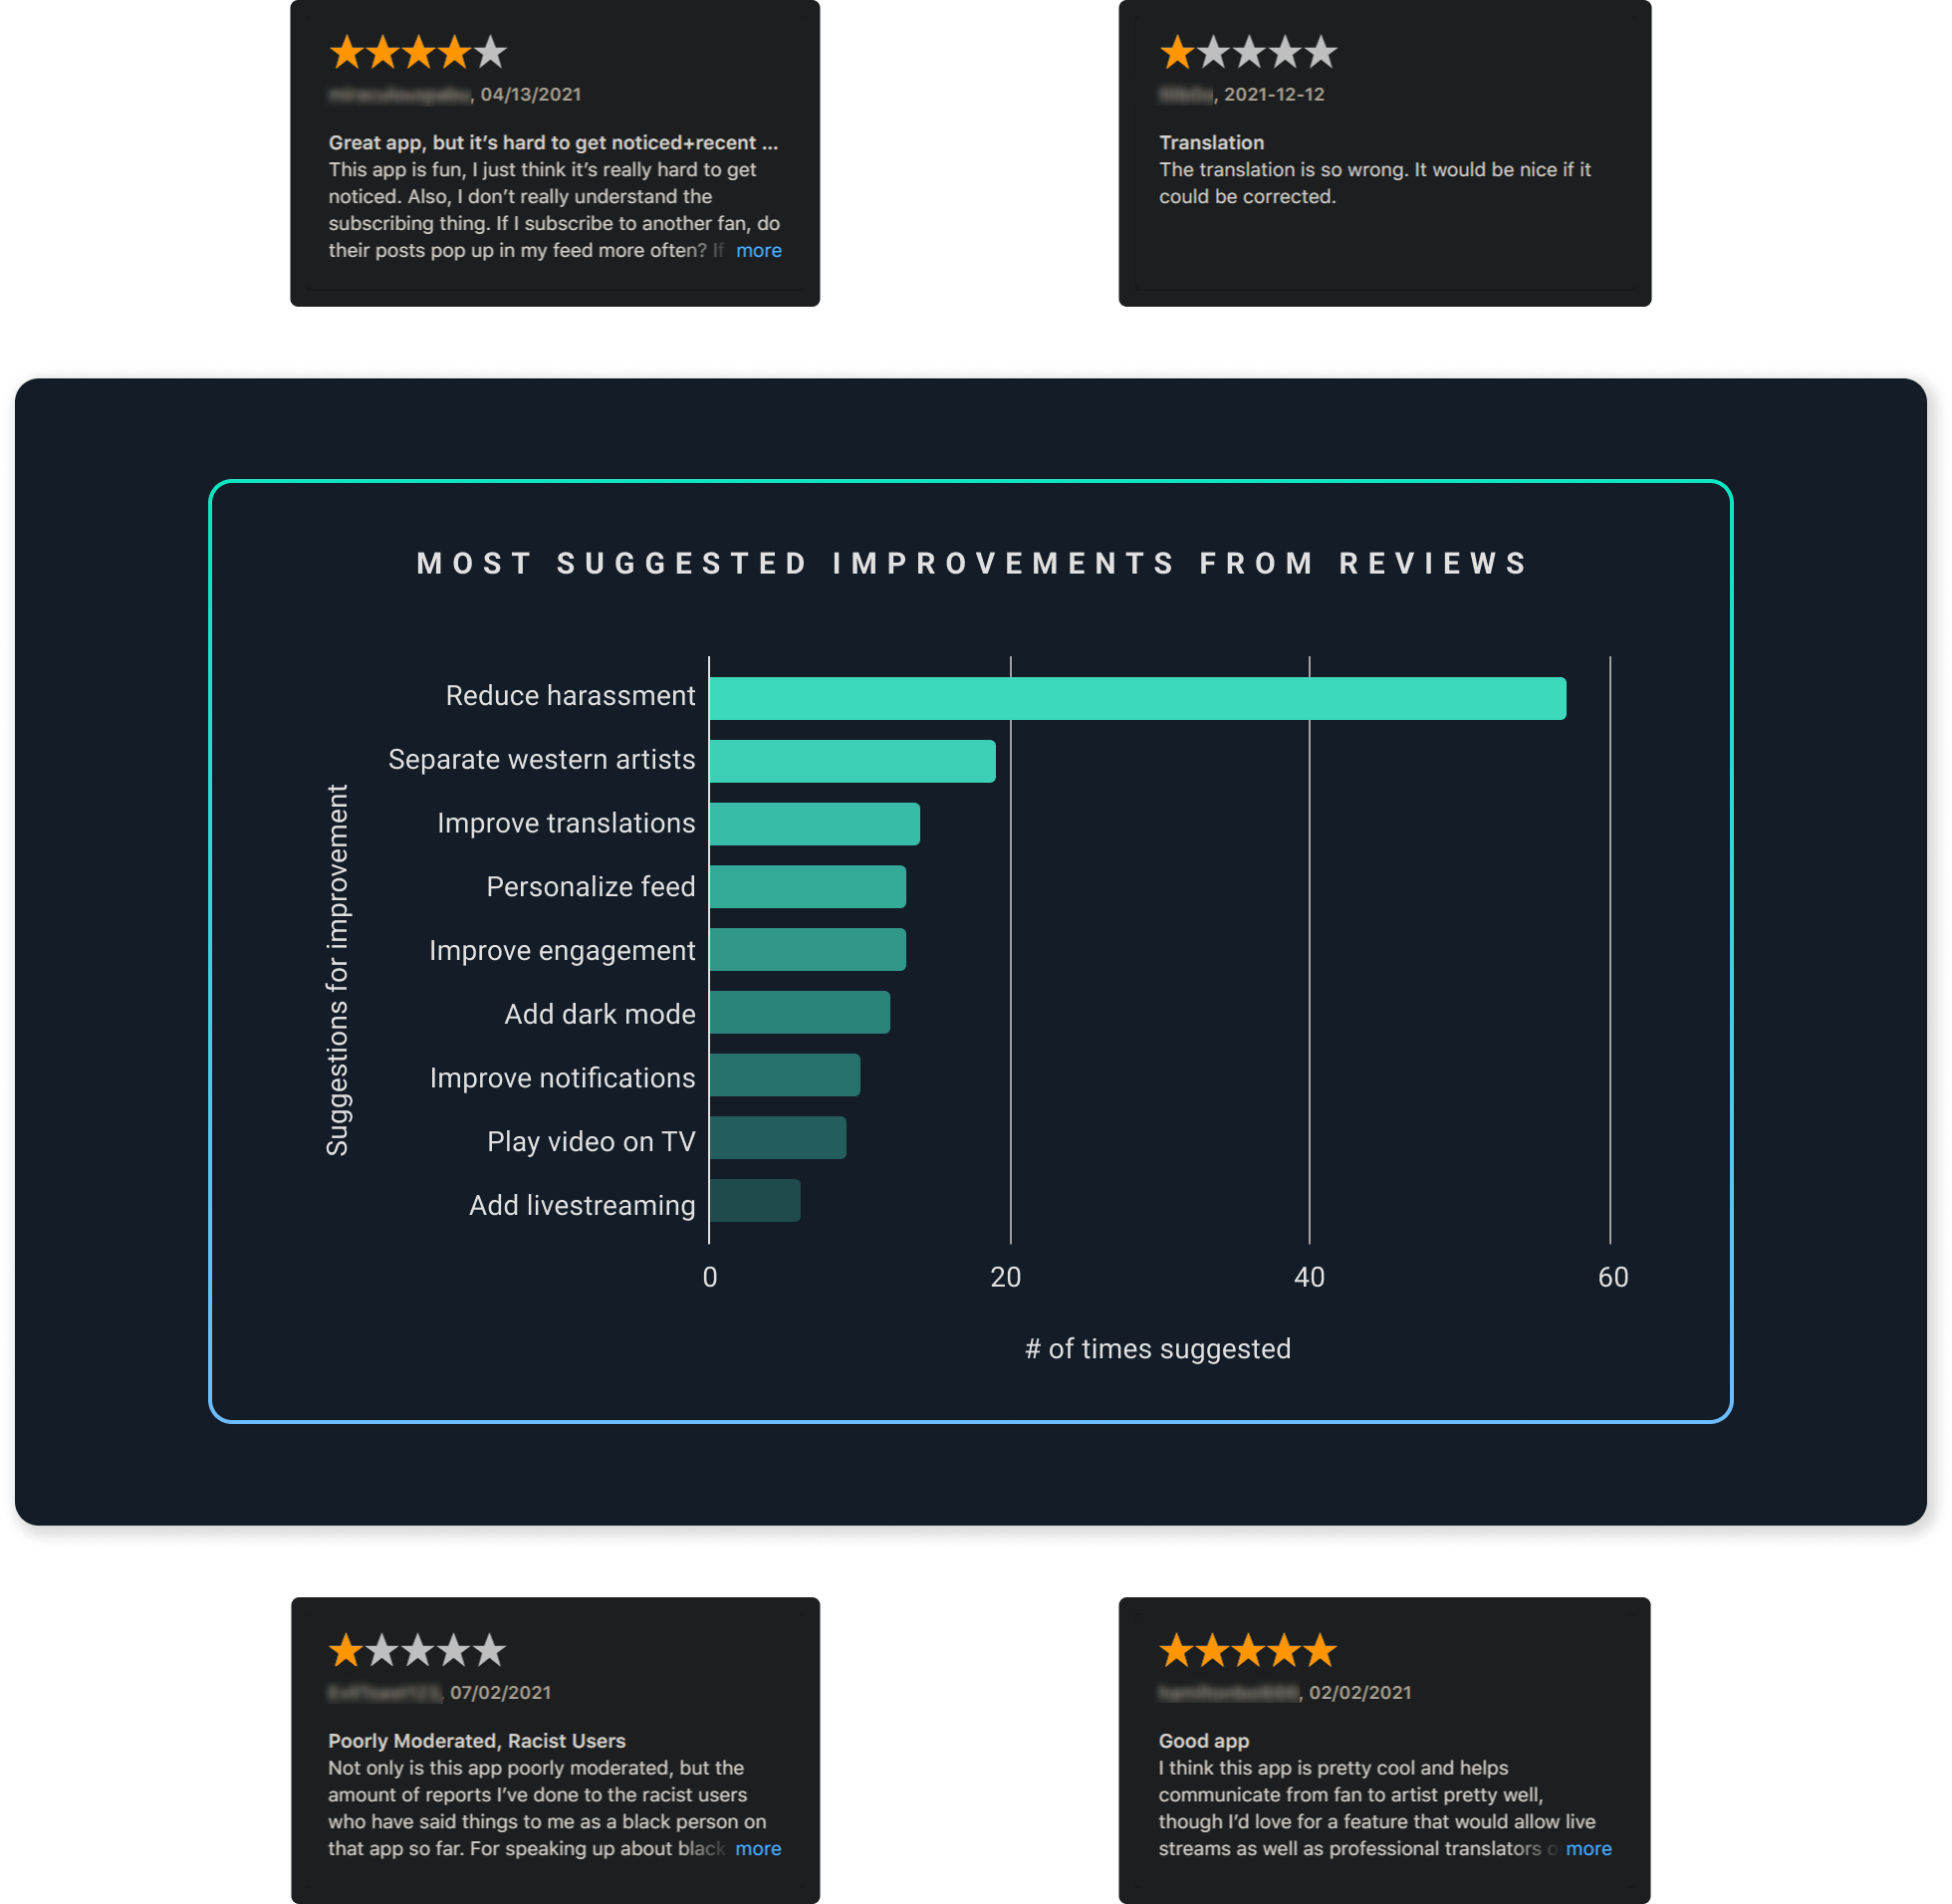 , 04/13/2021
Great app, but it’s hard to get noticed+recent ...
This app is fun, I just think it’s really hard to get
noticed. Also, I don’t really understand the
subscribing thing. If I subscribe to another fan, do
their posts pop up in my feed more often? If more
, 2021-12-12
Translation
The translation is so wrong. It would be nice if it
could be corrected.
MOST SUGGESTED IMPROVEMENTS FROM REVIEWS
Suggestions for improvement
Reduce harassment
Separate western artists
Improve translations
Personalize feed
Improve engagement
Add dark mode
Improve notifications
Play video on TV
Add livestreaming
0 20 40 60
# of times suggested
, 07/02/2021
Poorly Moderated, Racist Users
Not only is this app poorly moderated, but the
amount of reports I’ve done to the racist users
who have said things to me as a black person on
that app so far. For speaking up about black more
, 02/02/2021
Good app
I think this app is pretty cool and helps
communicate from fan to artist pretty well,
though I’d love for a feature that would allow live
streams as well as professional translators more